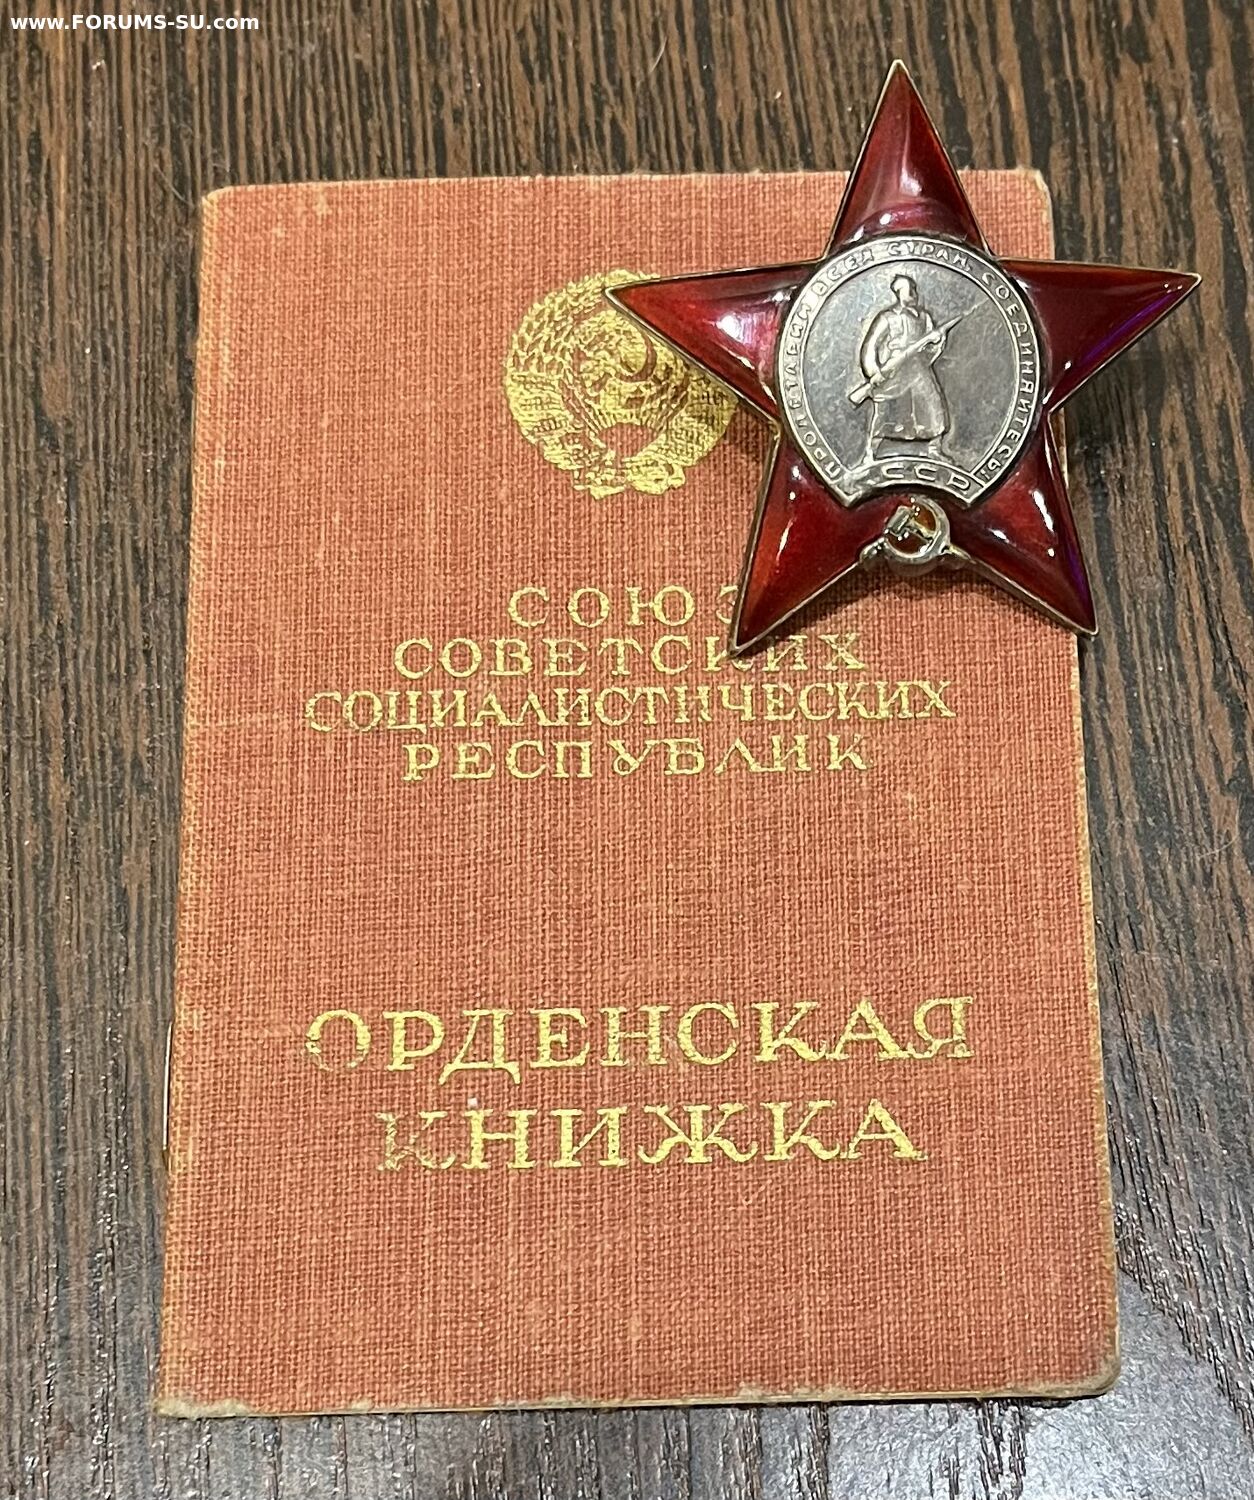 www.FORUMS-SU.com
ПРОЛЕТАРИИ ВСЕХ СТРАН, СОЕДИНЯЙТЕСЬ!
СССР
СОЮЗ
СОВЕТСКИХ
СОЦИАЛИСТИЧЕСКИХ
РЕСПУБЛИК
ОРДЕНСКАЯ
КНИЖКА